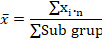 x̄ = ∑xᵢ.ₙ / ∑Sub grup